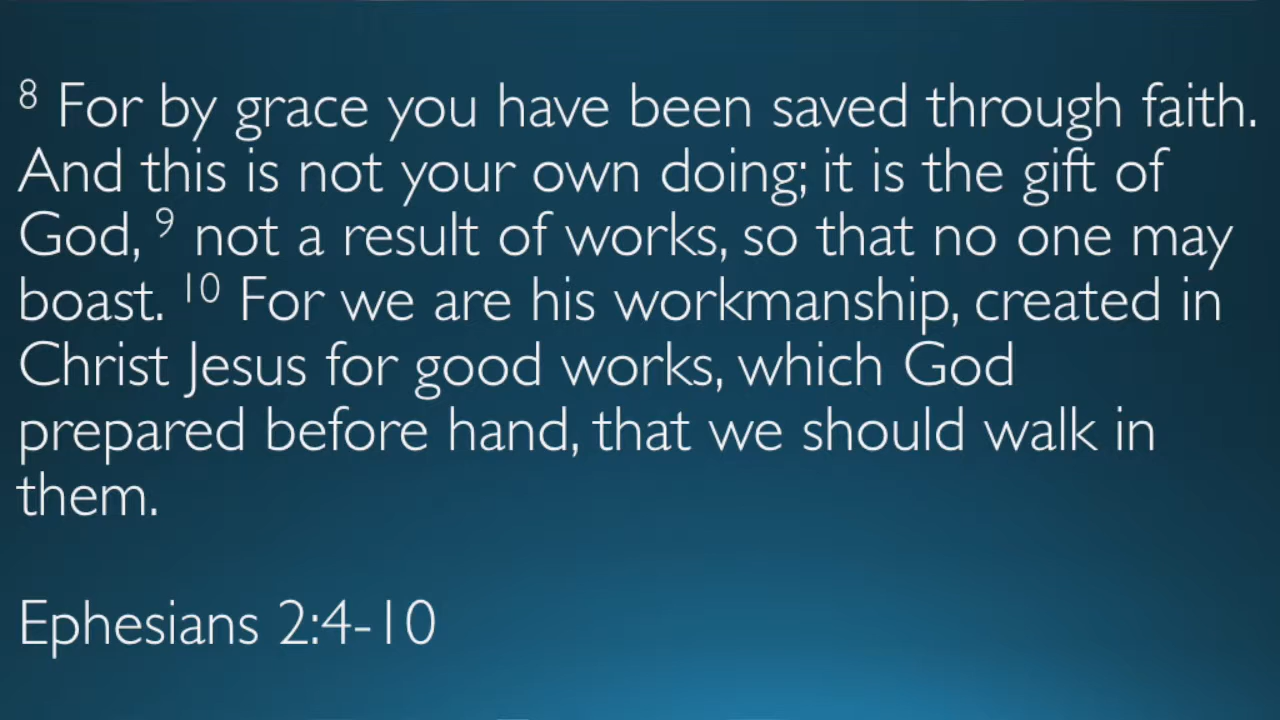 ⁸ For by grace you have been saved through faith.
And this is not your own doing; it is the gift of
God, ⁹ not a result of works, so that no one may
boast. ¹⁰ For we are his workmanship, created in
Christ Jesus for good works, which God
prepared before hand, that we should walk in
them.
Ephesians 2:4-10